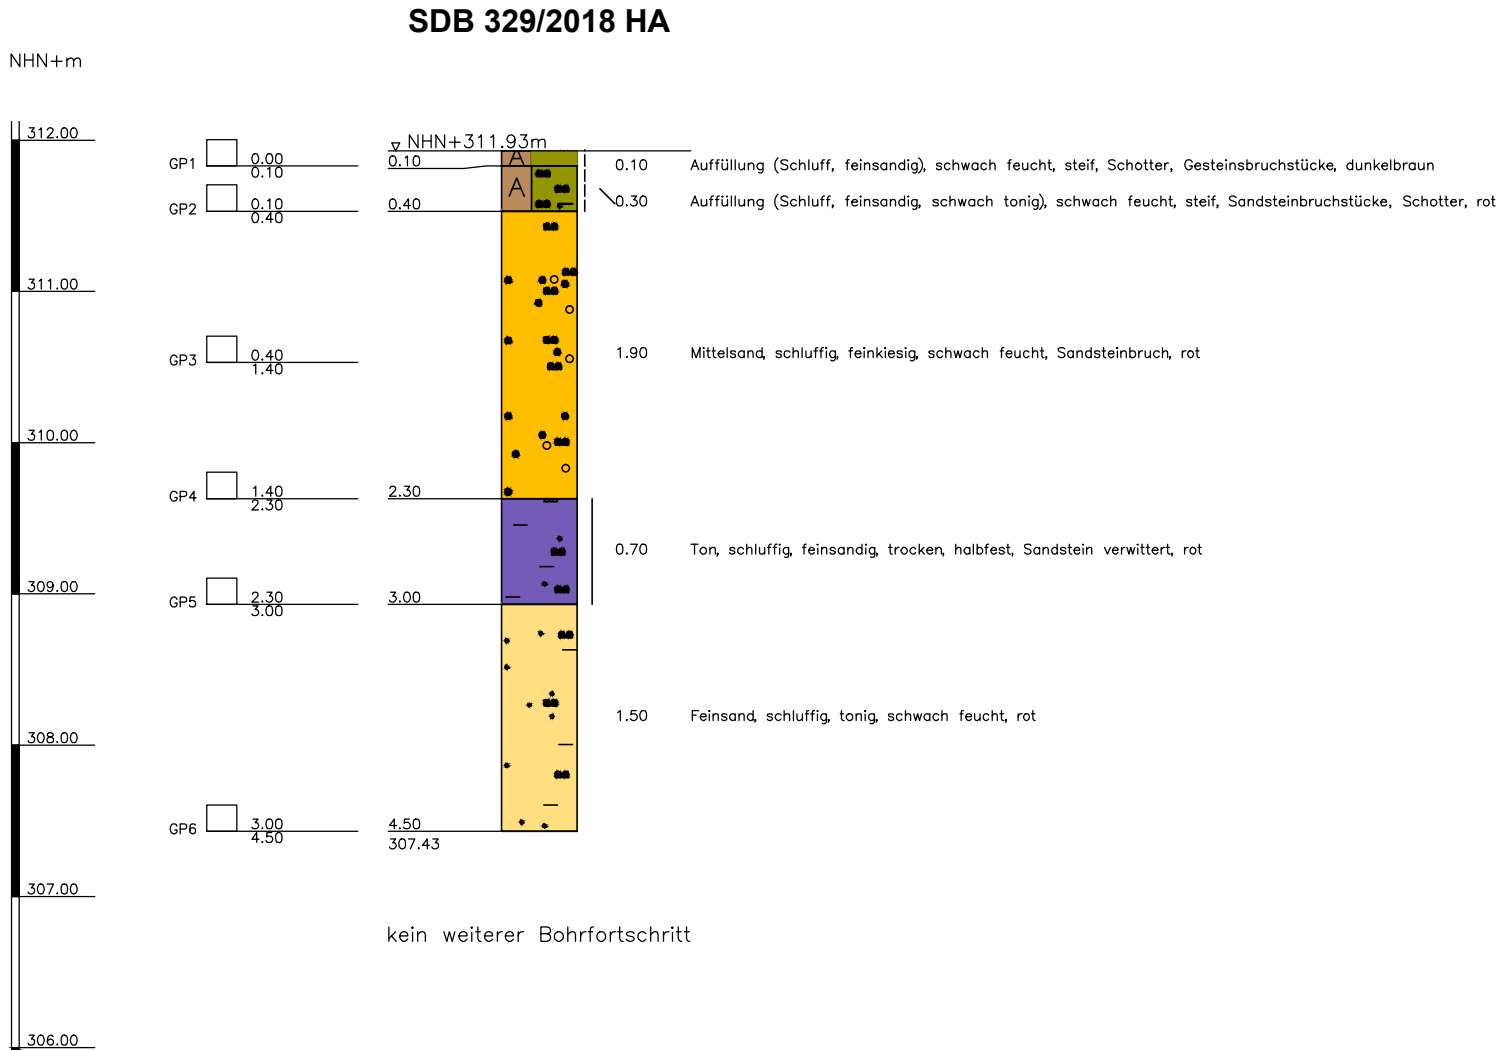 SDB 329/2018 HA
NHN+m
312.00
311.00
310.00
309.00
308.00
307.00
306.00
NHN+311.93m
GP1 0.00 0.10
0.10
A
0.10 Auffüllung (Schluff, feinsandig), schwach feucht, steif, Schotter, Gesteinsbruchstücke, dunkelbraun
GP2 0.10 0.40
0.40
A
0.30 Auffüllung (Schluff, feinsandig, schwach tonig), schwach feucht, steif, Sandsteinbruchstücke, Schotter, rot
GP3 0.40
1.40
1.90 Mittelsand, schluffig, feinkiesig, schwach feucht, Sandsteinbruch, rot
GP4 1.40 2.30
2.30
0.70 Ton, schluffig, feinsandig, trocken, halbfest, Sandstein verwittert, rot
GP5 2.30 3.00
3.00
1.50 Feinsand, schluffig, tonig, schwach feucht, rot
GP6 3.00 4.50
4.50 307.43
kein weiterer Bohrfortschritt